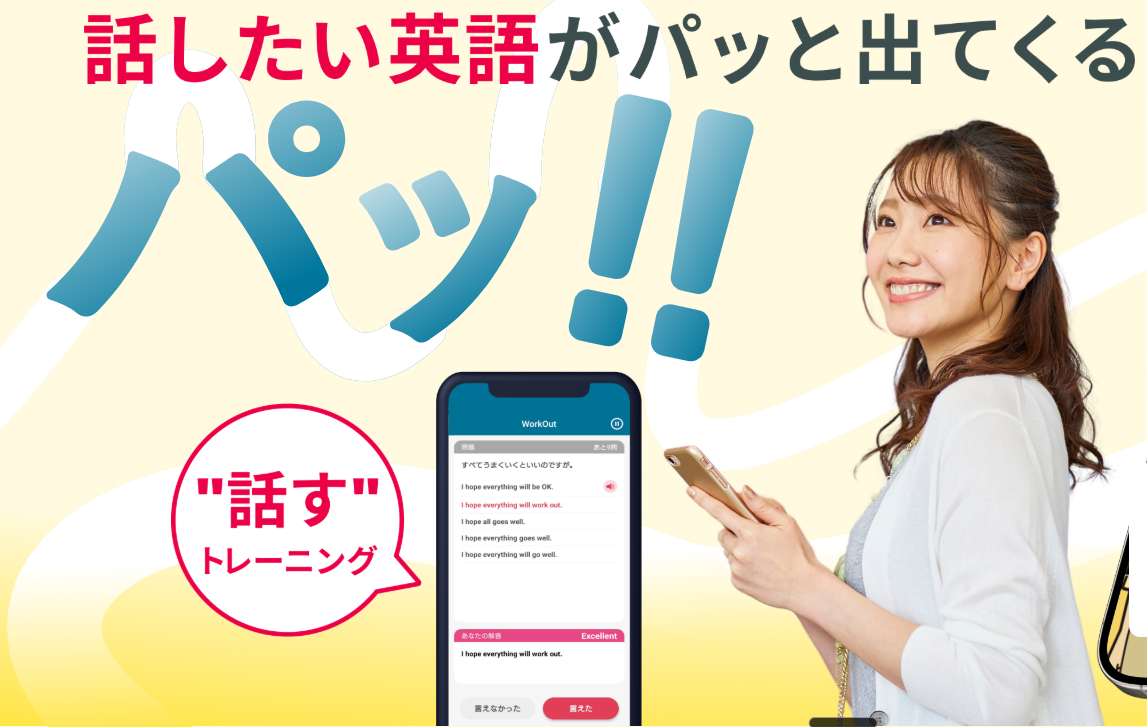 話したい英語がパッと出てくる
パッ!!
"話す"
トレーニング
WorkOut
問題 あと9問
すべてうまくいくといいのですが。
I hope everything will be OK.
I hope everything will work out.
I hope all goes well.
I hope everything goes well.
I hope everything will go well.
あなたの解答 Excellent
I hope everything will work out.
言えなかった 言えた